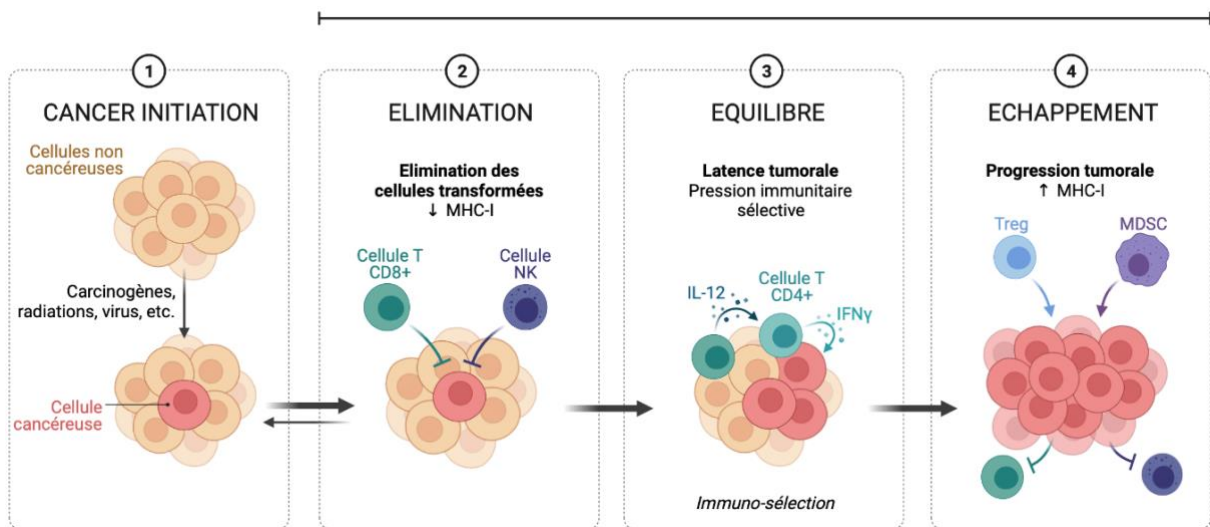 1
CANCER INITIATION
Cellules non
cancéreuses
Carcinogènes,
radiations, virus, etc.
Cellule
cancéreuse
2
ELIMINATION
Elimination des
cellules transformées
↓ MHC-I
Cellule T
CD8+
Cellule
NK
3
EQUILIBRE
Latence tumorale
Pression immunitaire
sélective
IL-12
Cellule T
CD4+
IFNγ
Immuno-sélection
4
ECHAPPEMENT
Progression tumorale
↑ MHC-I
Treg
MDSC